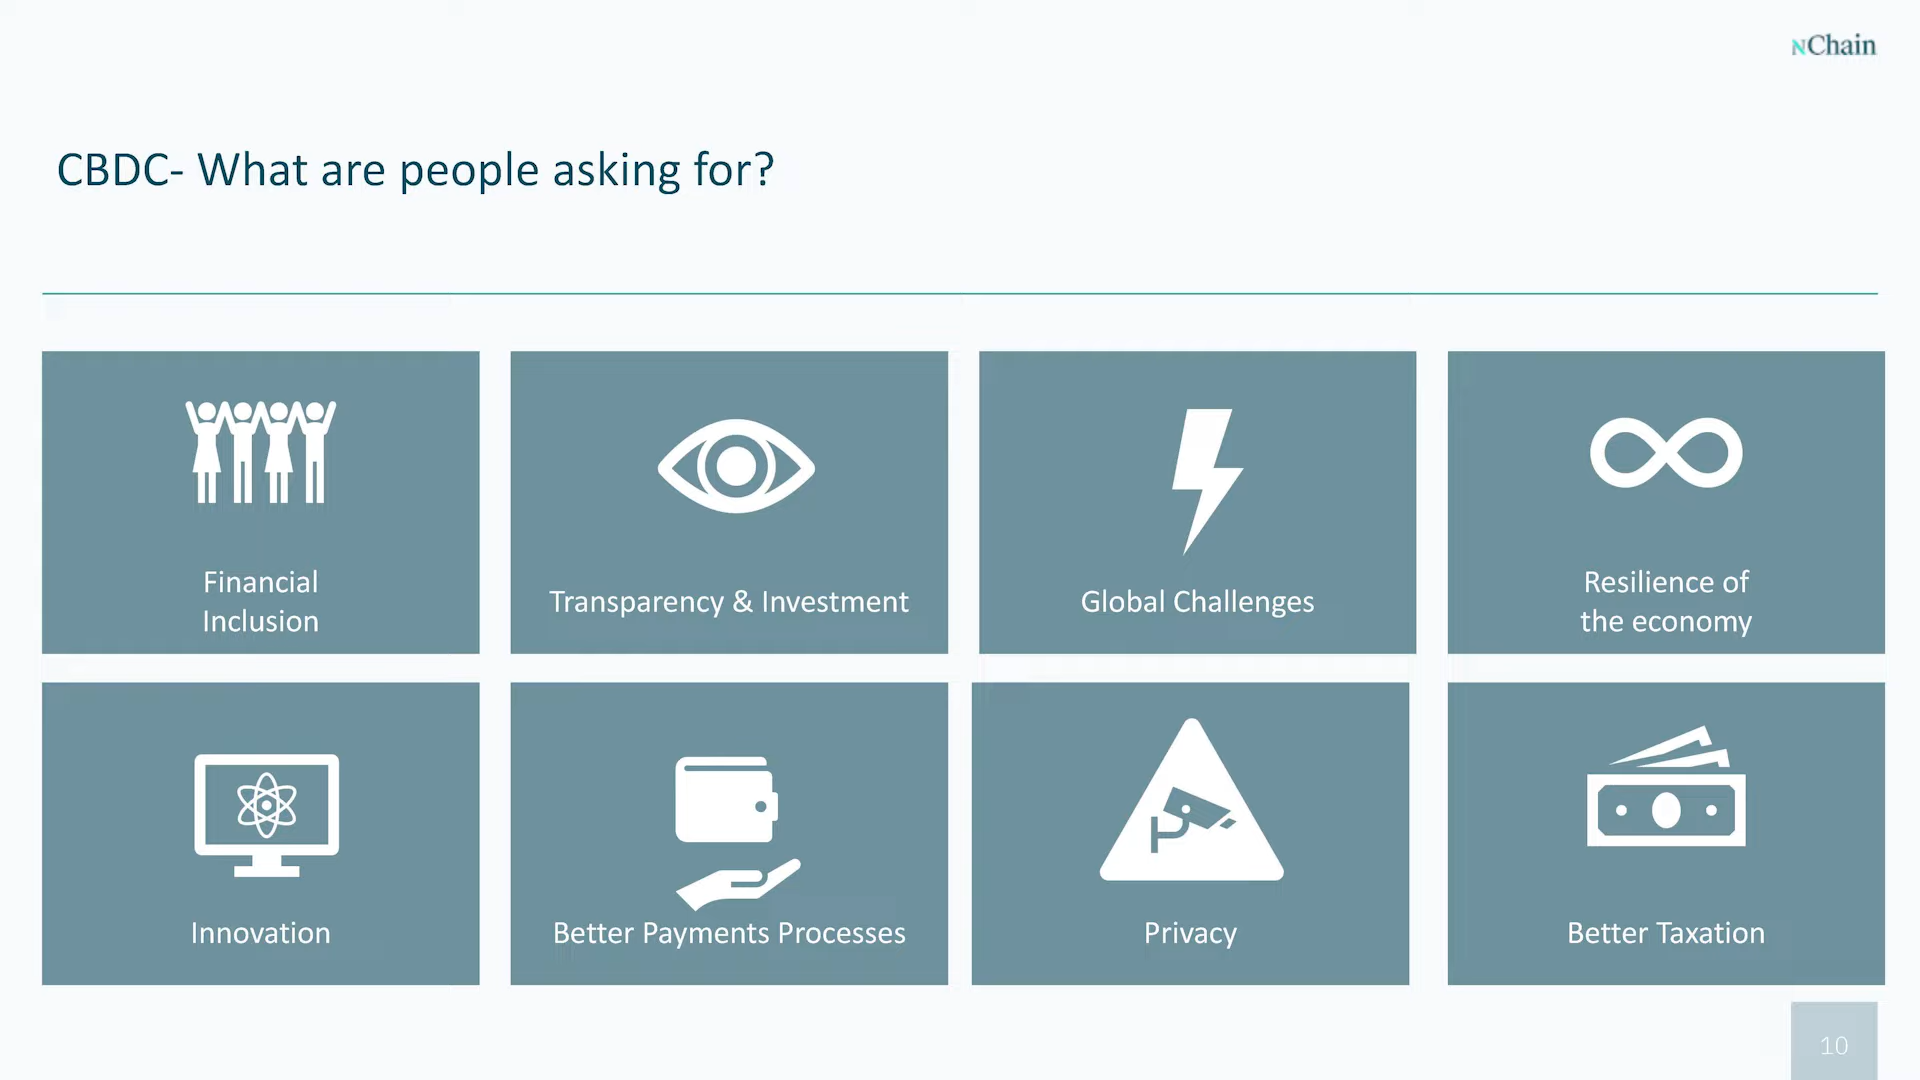 nChain
CBDC- What are people asking for?
Financial
Inclusion
Transparency & Investment
Global Challenges
Resilience of
the economy
Innovation
Better Payments Processes
Privacy
Better Taxation
10